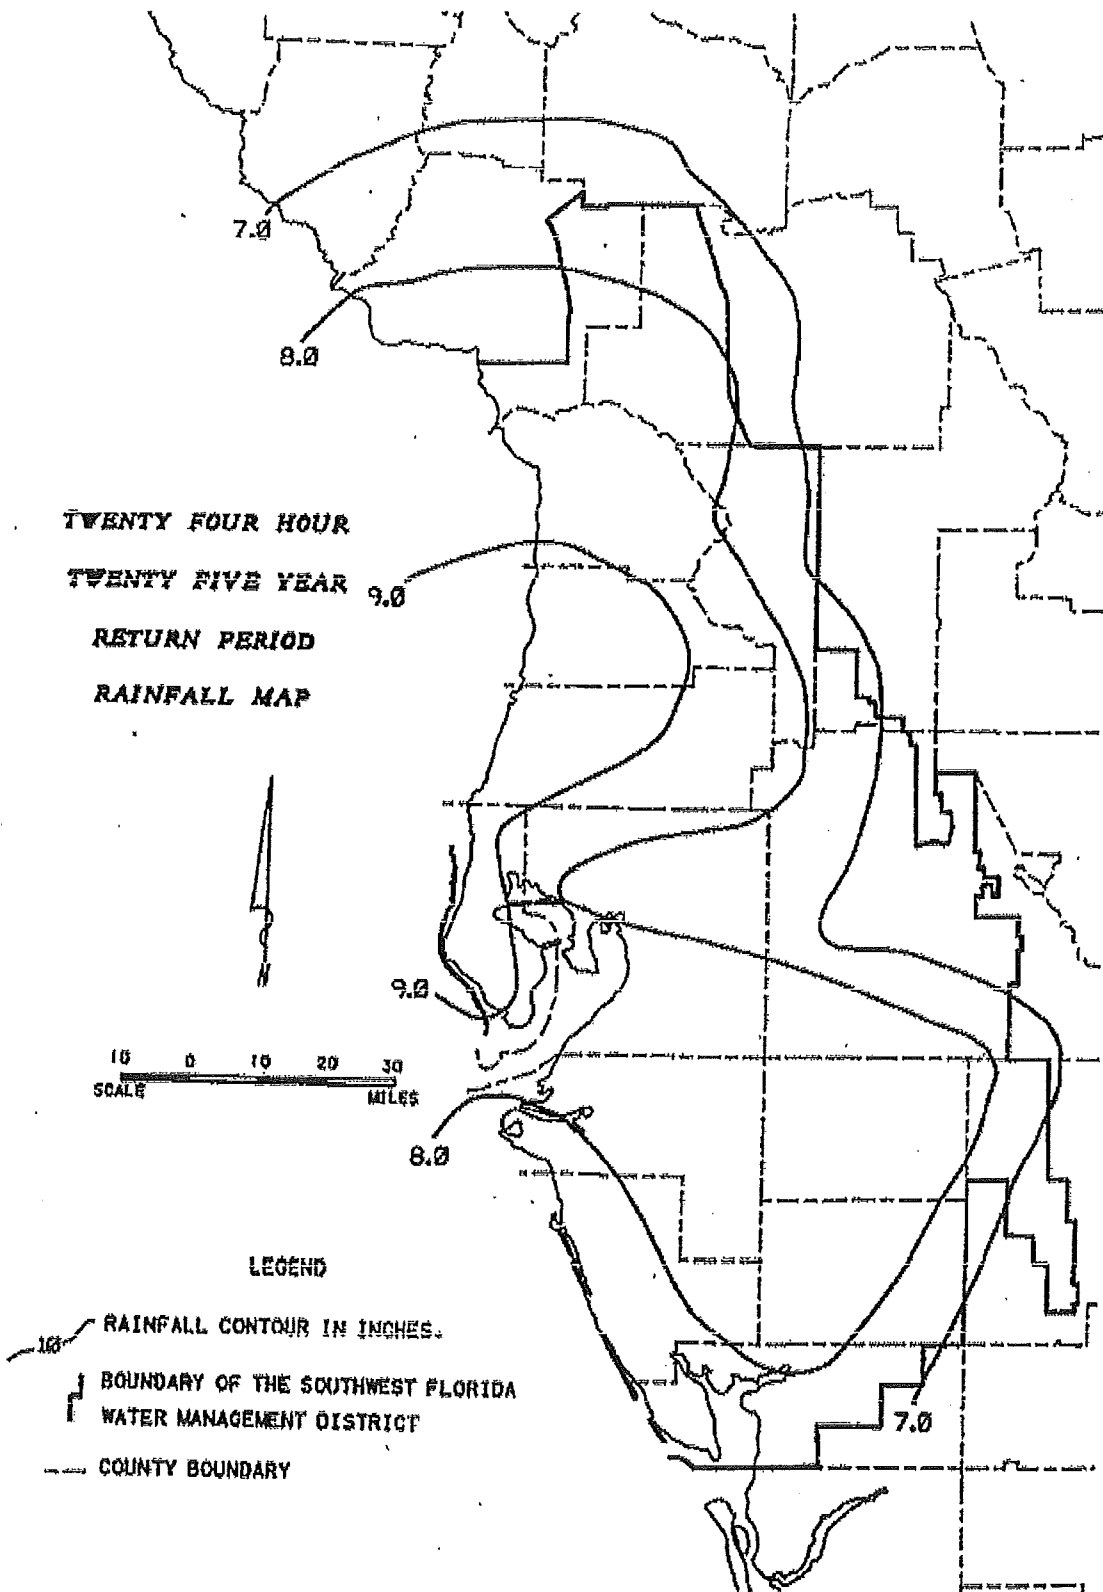 7.0
8.0
TWENTY FOUR HOUR
TWENTY FIVE YEAR
9.0
RETURN PERIOD
RAINFALL MAP
N
9.0
10 0 10 20 30
SCALE MILES
8.0
LEGEND
10 RAINFALL CONTOUR IN INCHES.
BOUNDARY OF THE SOUTHWEST FLORIDA
WATER MANAGEMENT DISTRICT
7.0
COUNTY BOUNDARY